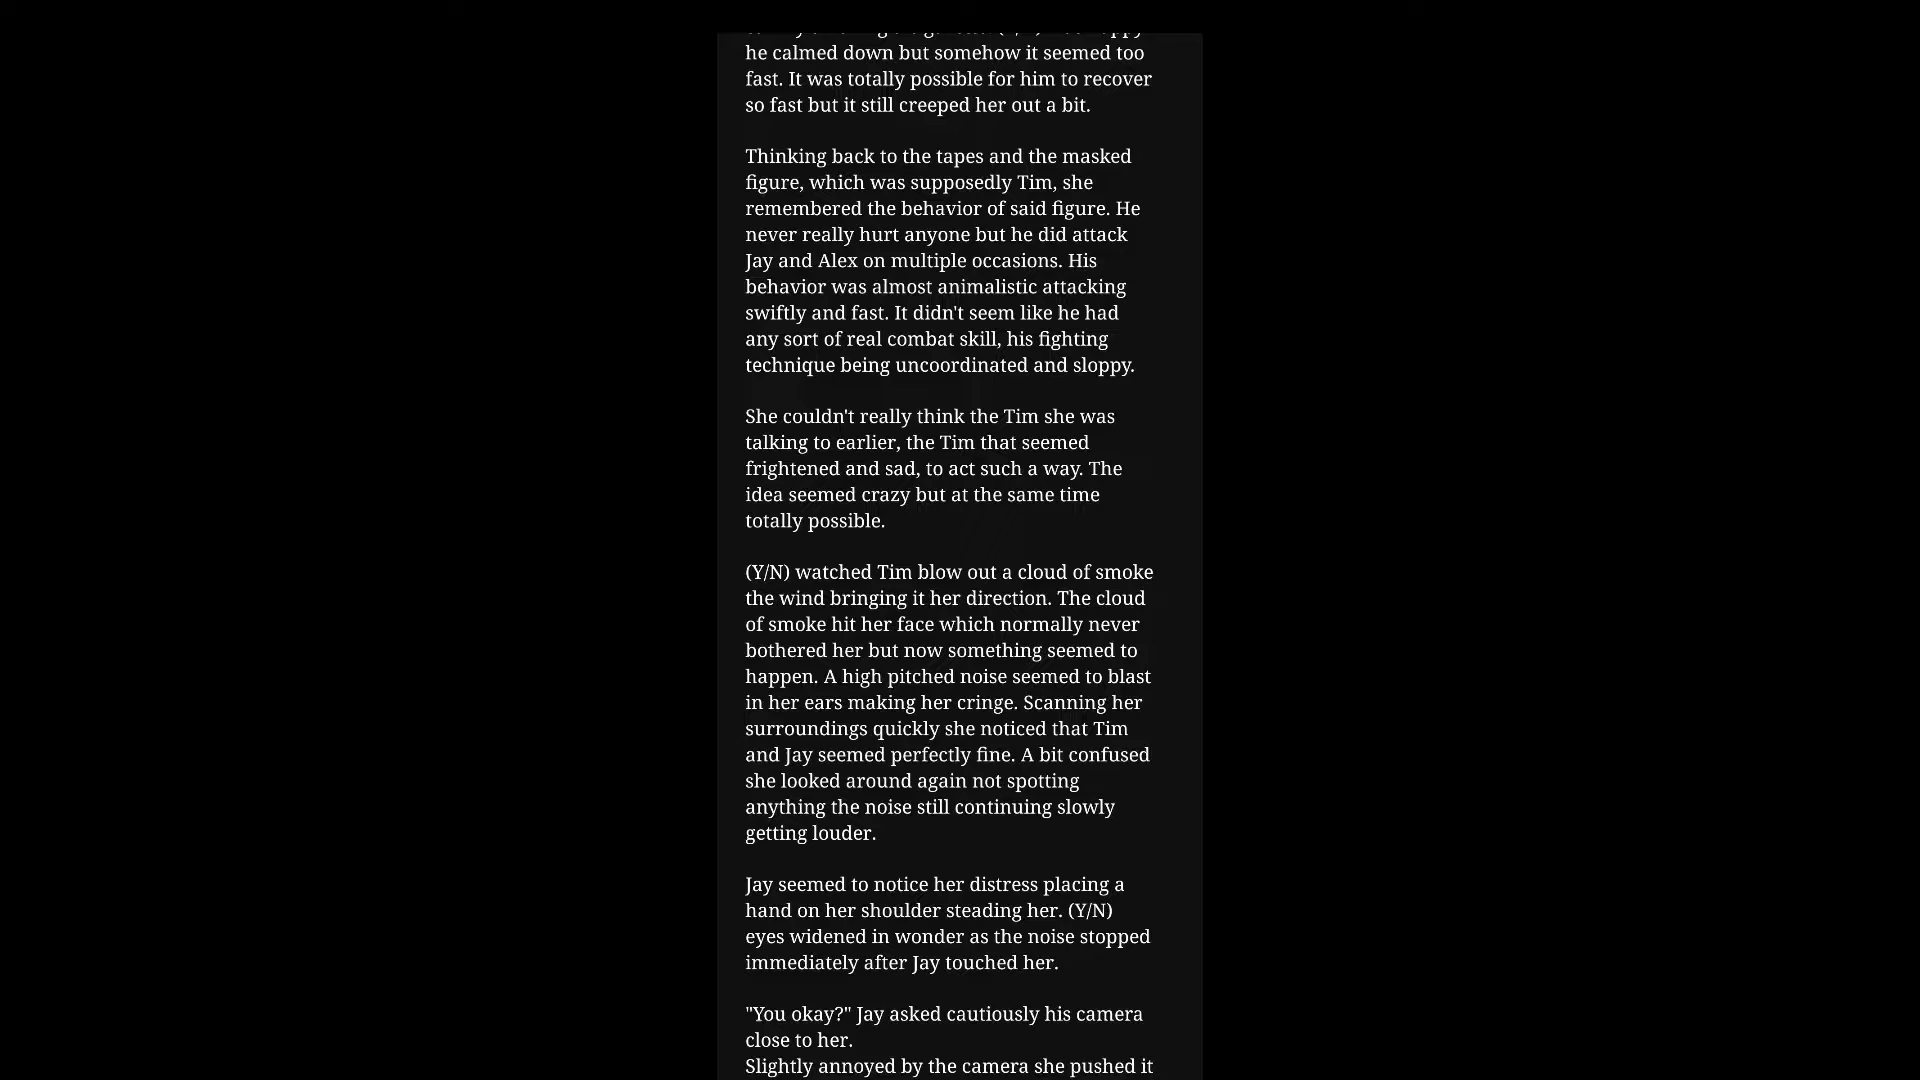 he calmed down but somehow it seemed too
fast. It was totally possible for him to recover
so fast but it still creeped her out a bit.
Thinking back to the tapes and the masked
figure, which was supposedly Tim, she
remembered the behavior of said figure. He
never really hurt anyone but he did attack
Jay and Alex on multiple occasions. His
behavior was almost animalistic attacking
swiftly and fast. It didn't seem like he had
any sort of real combat skill, his fighting
technique being uncoordinated and sloppy.
She couldn't really think the Tim she was
talking to earlier, the Tim that seemed
frightened and sad, to act such a way. The
idea seemed crazy but at the same time
totally possible.
(Y/N) watched Tim blow out a cloud of smoke
the wind bringing it her direction. The cloud
of smoke hit her face which normally never
bothered her but now something seemed to
happen. A high pitched noise seemed to blast
in her ears making her cringe. Scanning her
surroundings quickly she noticed that Tim
and Jay seemed perfectly fine. A bit confused
she looked around again not spotting
anything the noise still continuing slowly
getting louder.
Jay seemed to notice her distress placing a
hand on her shoulder steading her. (Y/N)
eyes widened in wonder as the noise stopped
immediately after Jay touched her.
"You okay?" Jay asked cautiously his camera
close to her.
Slightly annoyed by the camera she pushed it